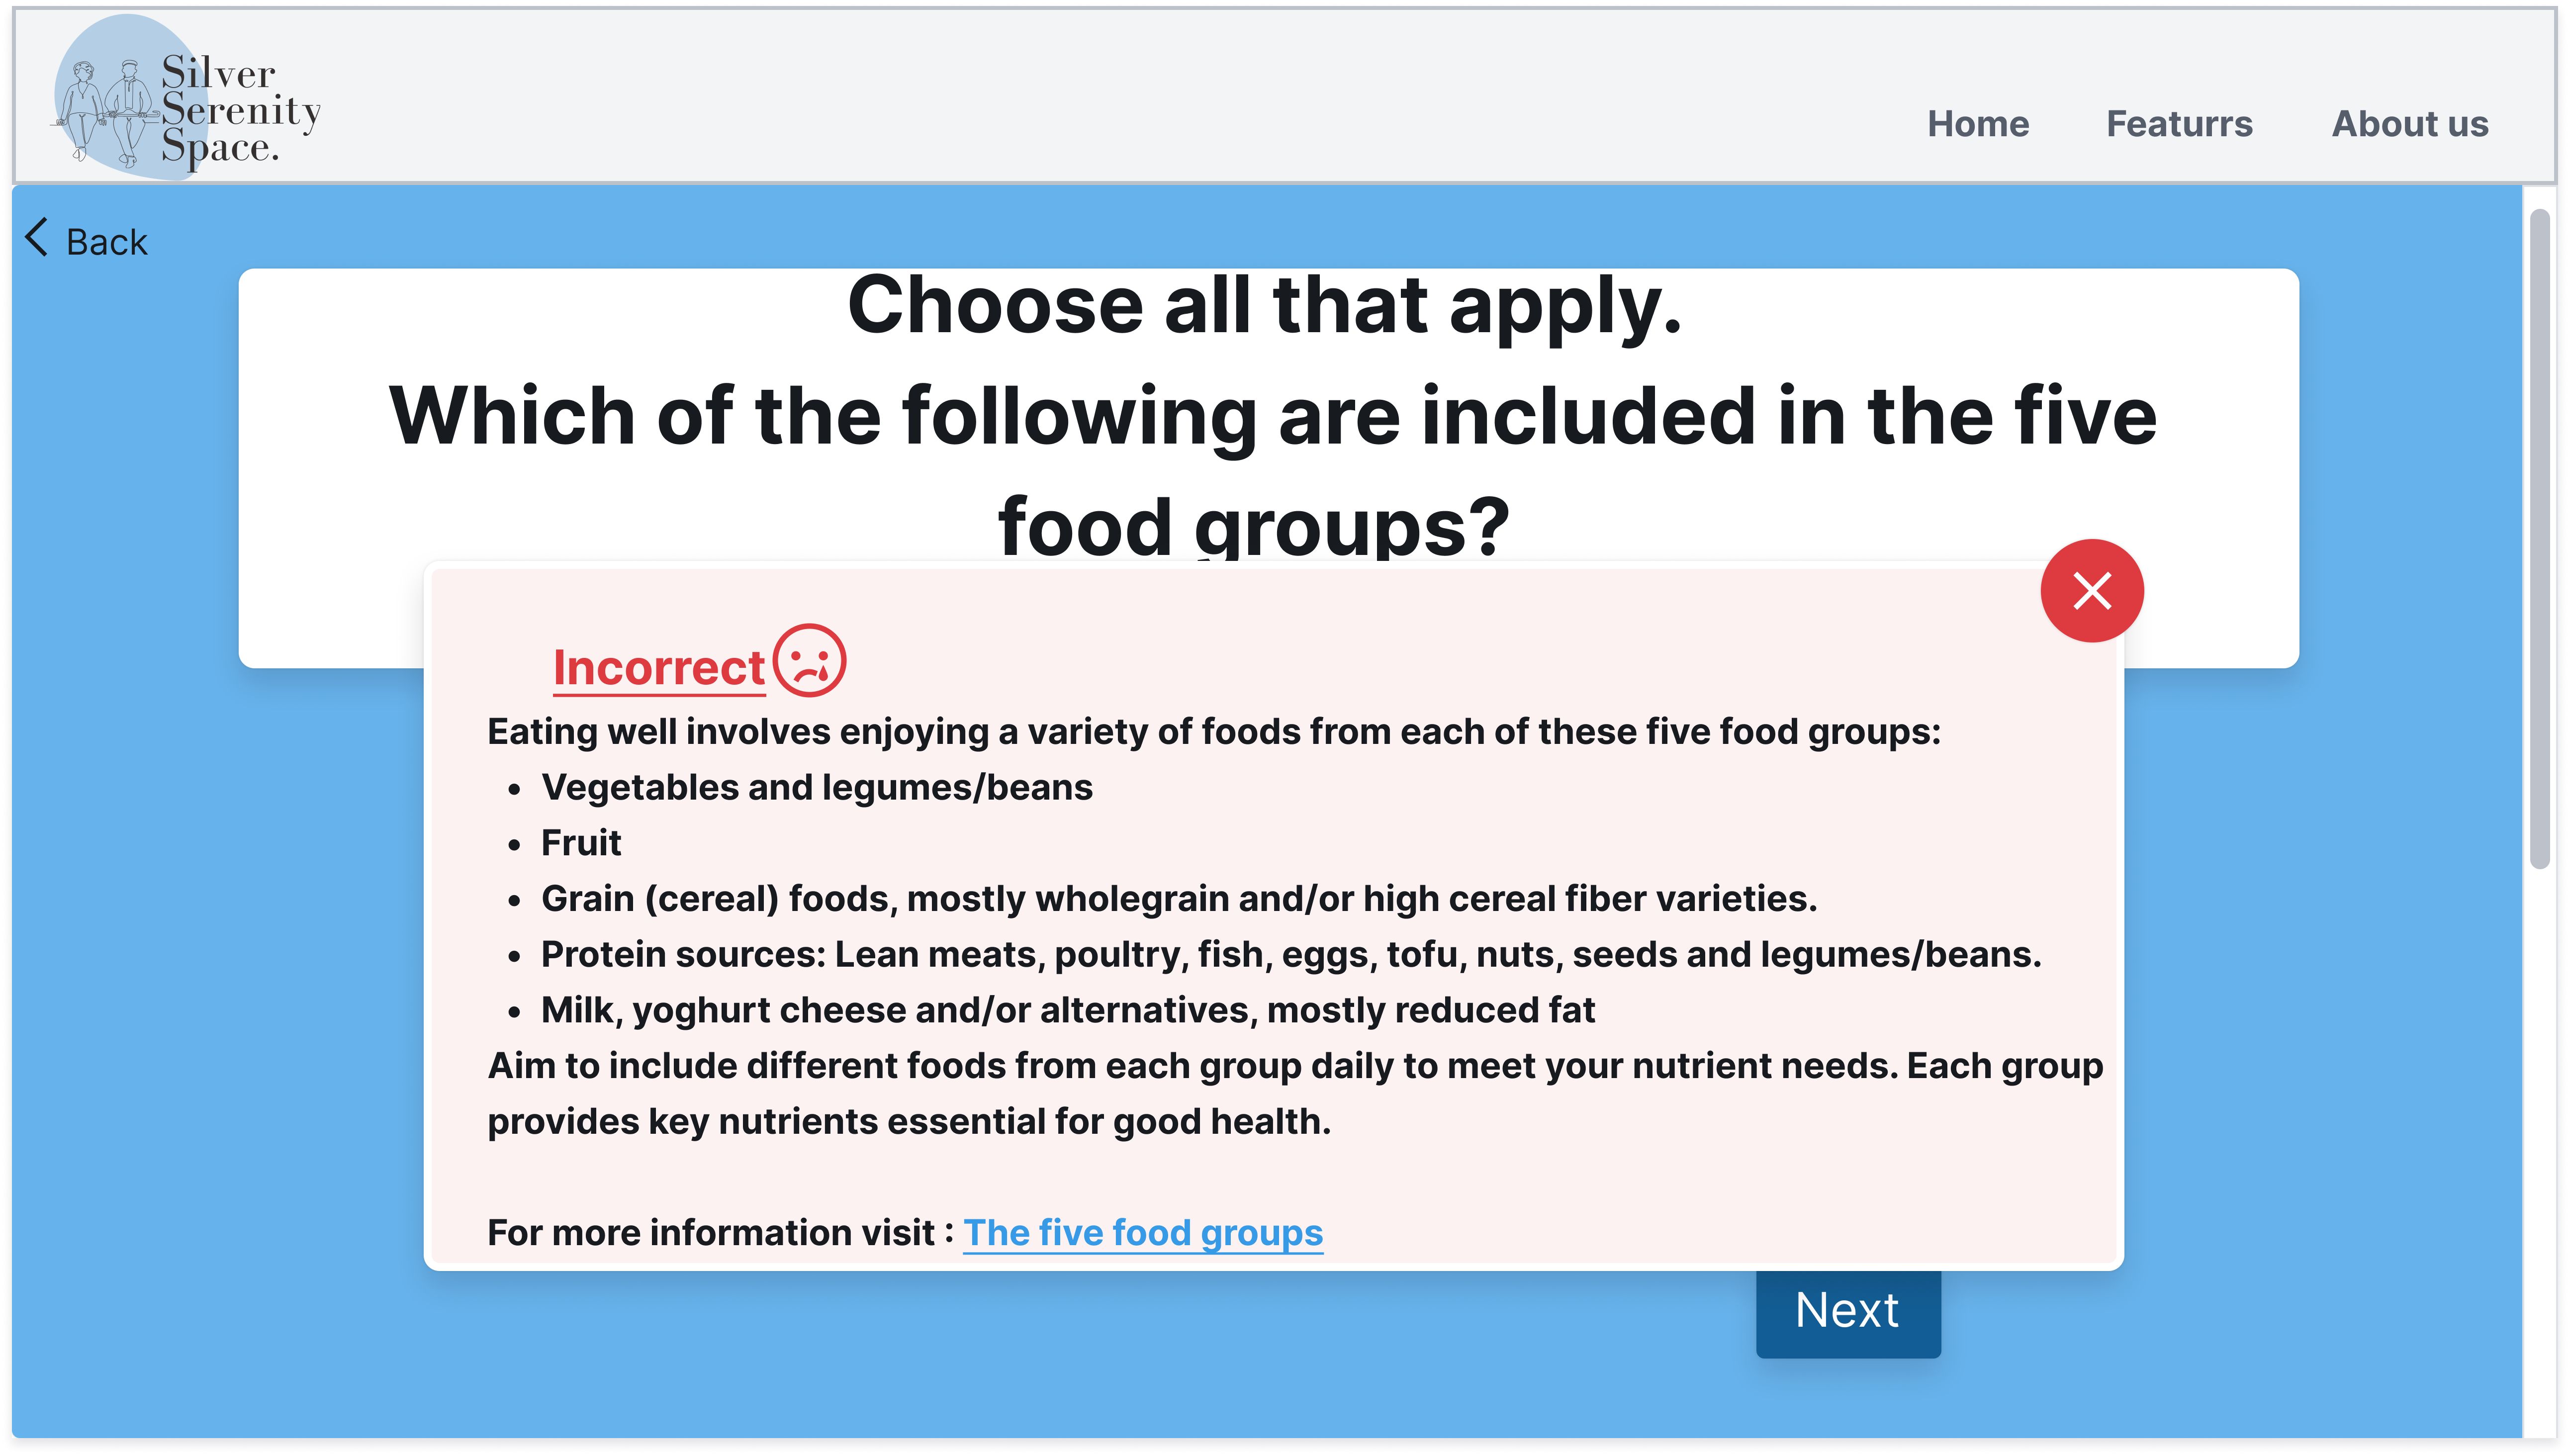 Silver
Serenity
Space.
Home Featurrs About us
Back
Choose all that apply.
Which of the following are included in the five
food groups?
Incorrect
Eating well involves enjoying a variety of foods from each of these five food groups:
• Vegetables and legumes/beans
• Fruit
• Grain (cereal) foods, mostly wholegrain and/or high cereal fiber varieties.
• Protein sources: Lean meats, poultry, fish, eggs, tofu, nuts, seeds and legumes/beans.
• Milk, yoghurt cheese and/or alternatives, mostly reduced fat
Aim to include different foods from each group daily to meet your nutrient needs. Each group
provides key nutrients essential for good health.
For more information visit : The five food groups
Next